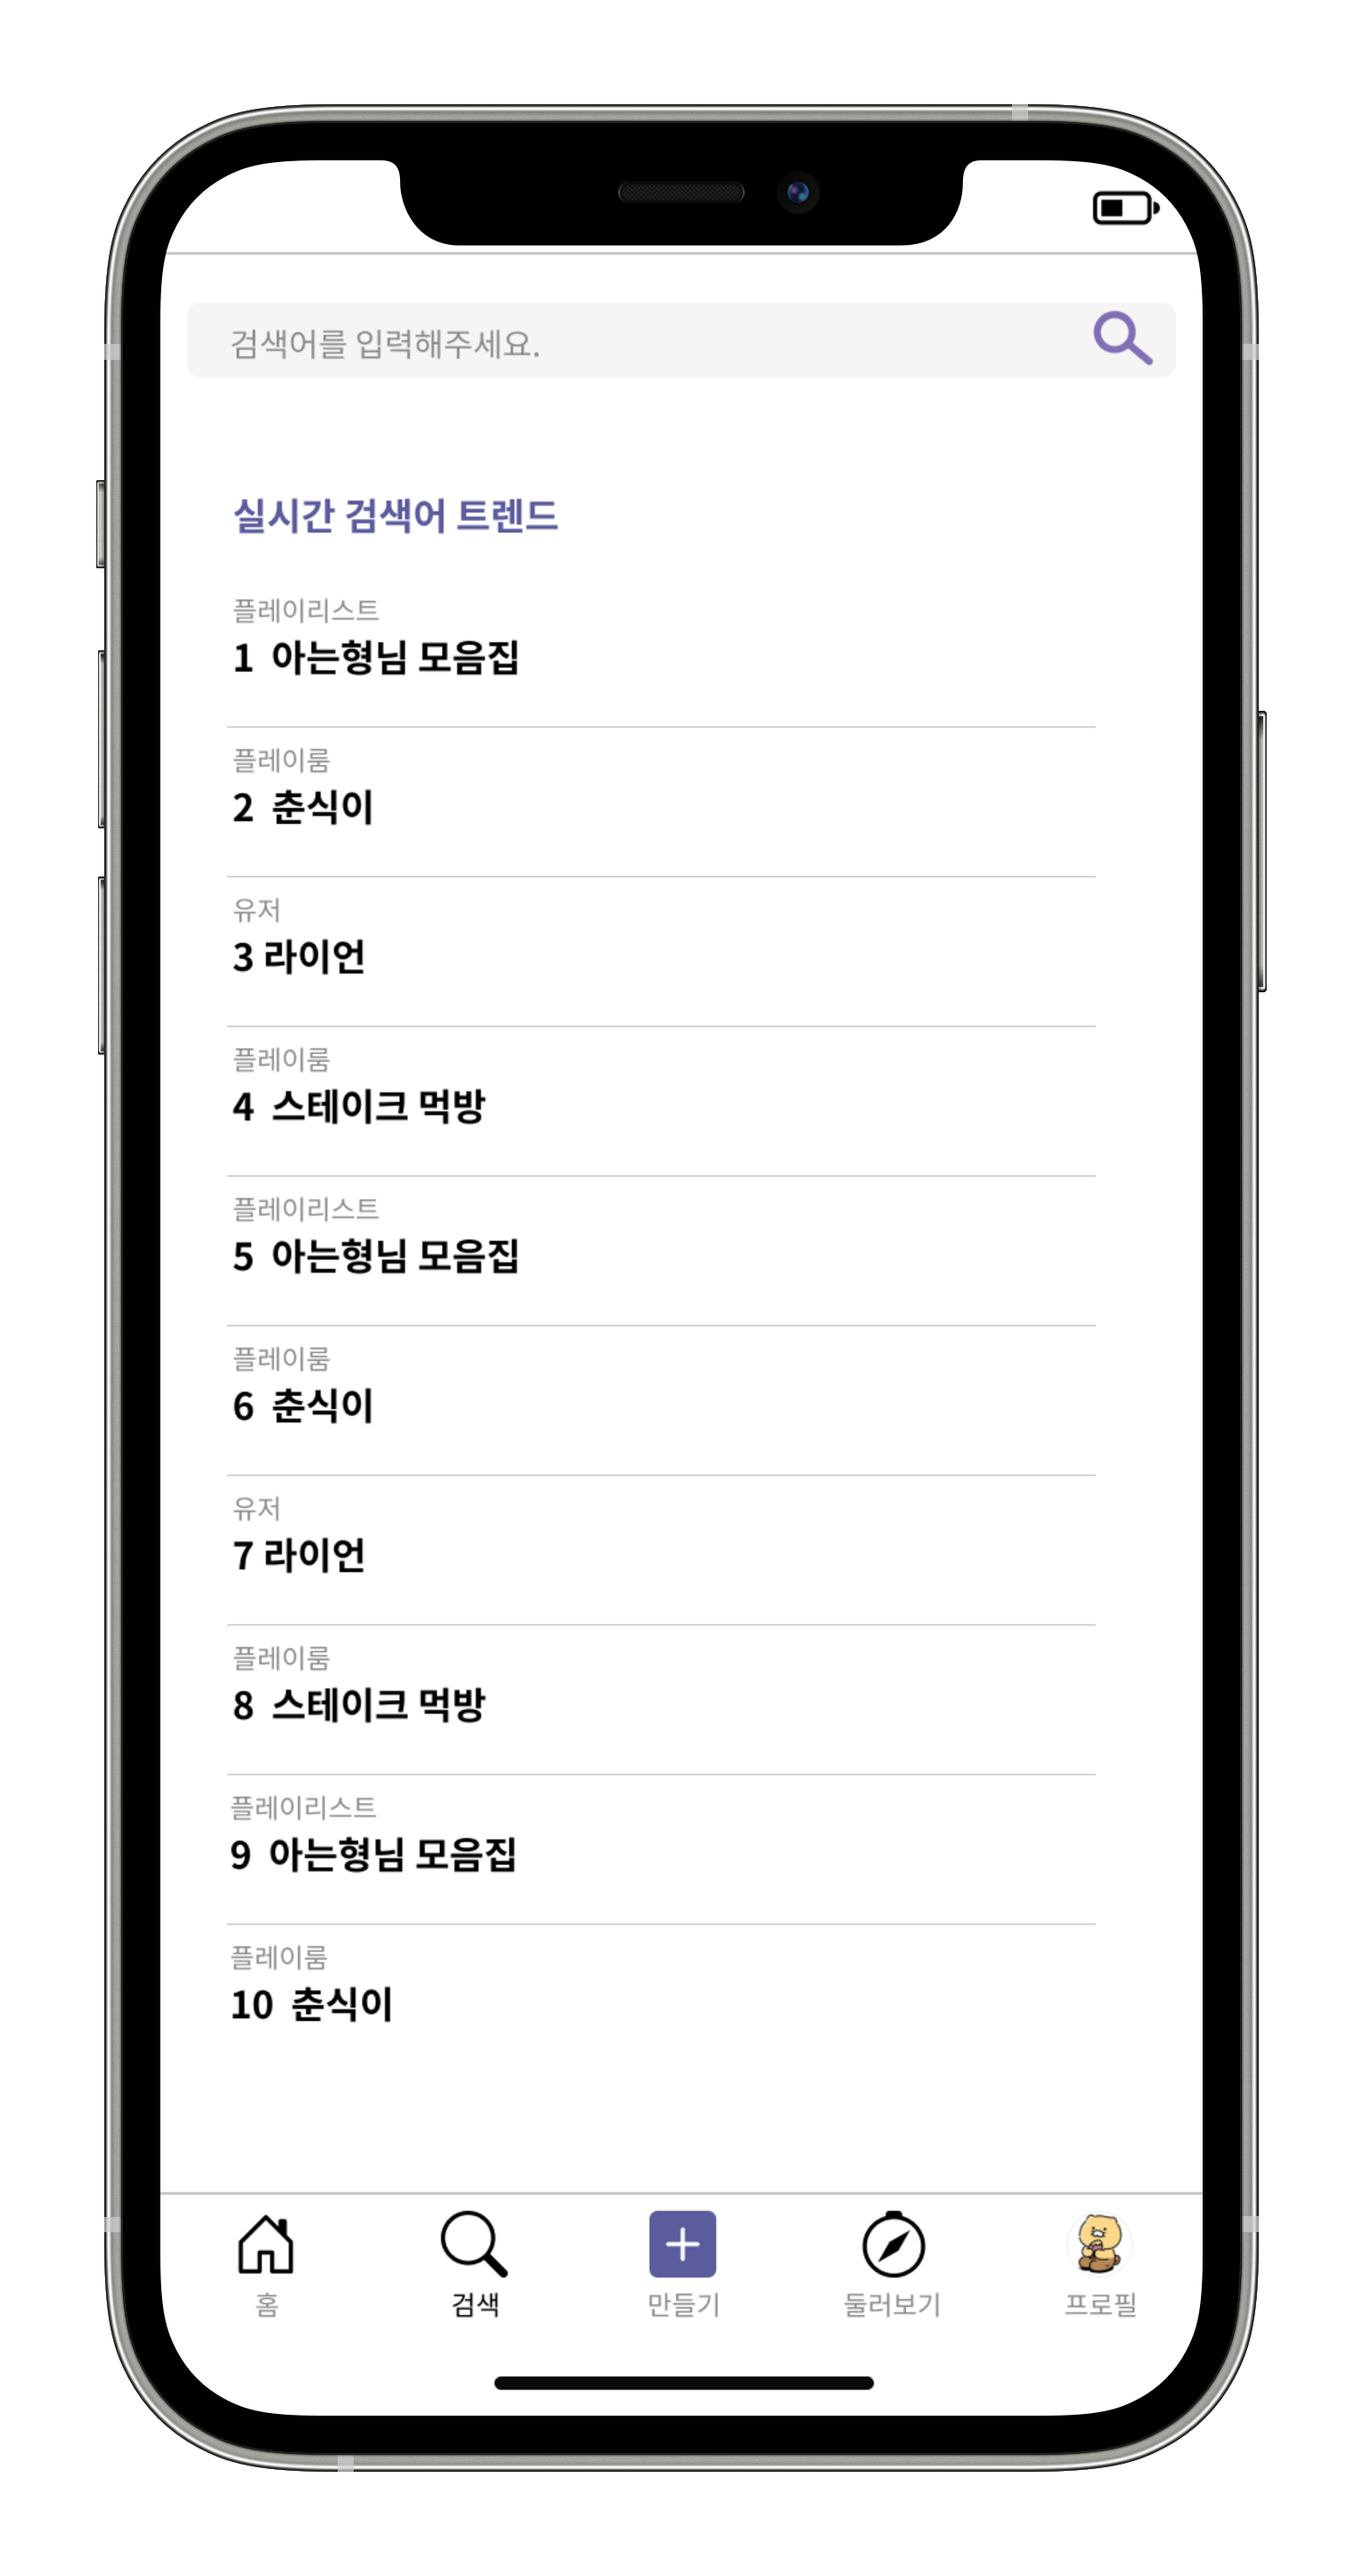 검색어를 입력해주세요.
실시간 검색어 트렌드
플레이리스트
1 아는형님 모음집
플레이룸
2 춘식이
유저
3 라이언
플레이룸
4 스테이크 먹방
플레이리스트
5 아는형님 모음집
플레이룸
6 춘식이
유저
7 라이언
플레이룸
8 스테이크 먹방
플레이리스트
9 아는형님 모음집
플레이룸
10 춘식이
홈 검색 만들기 둘러보기 프로필